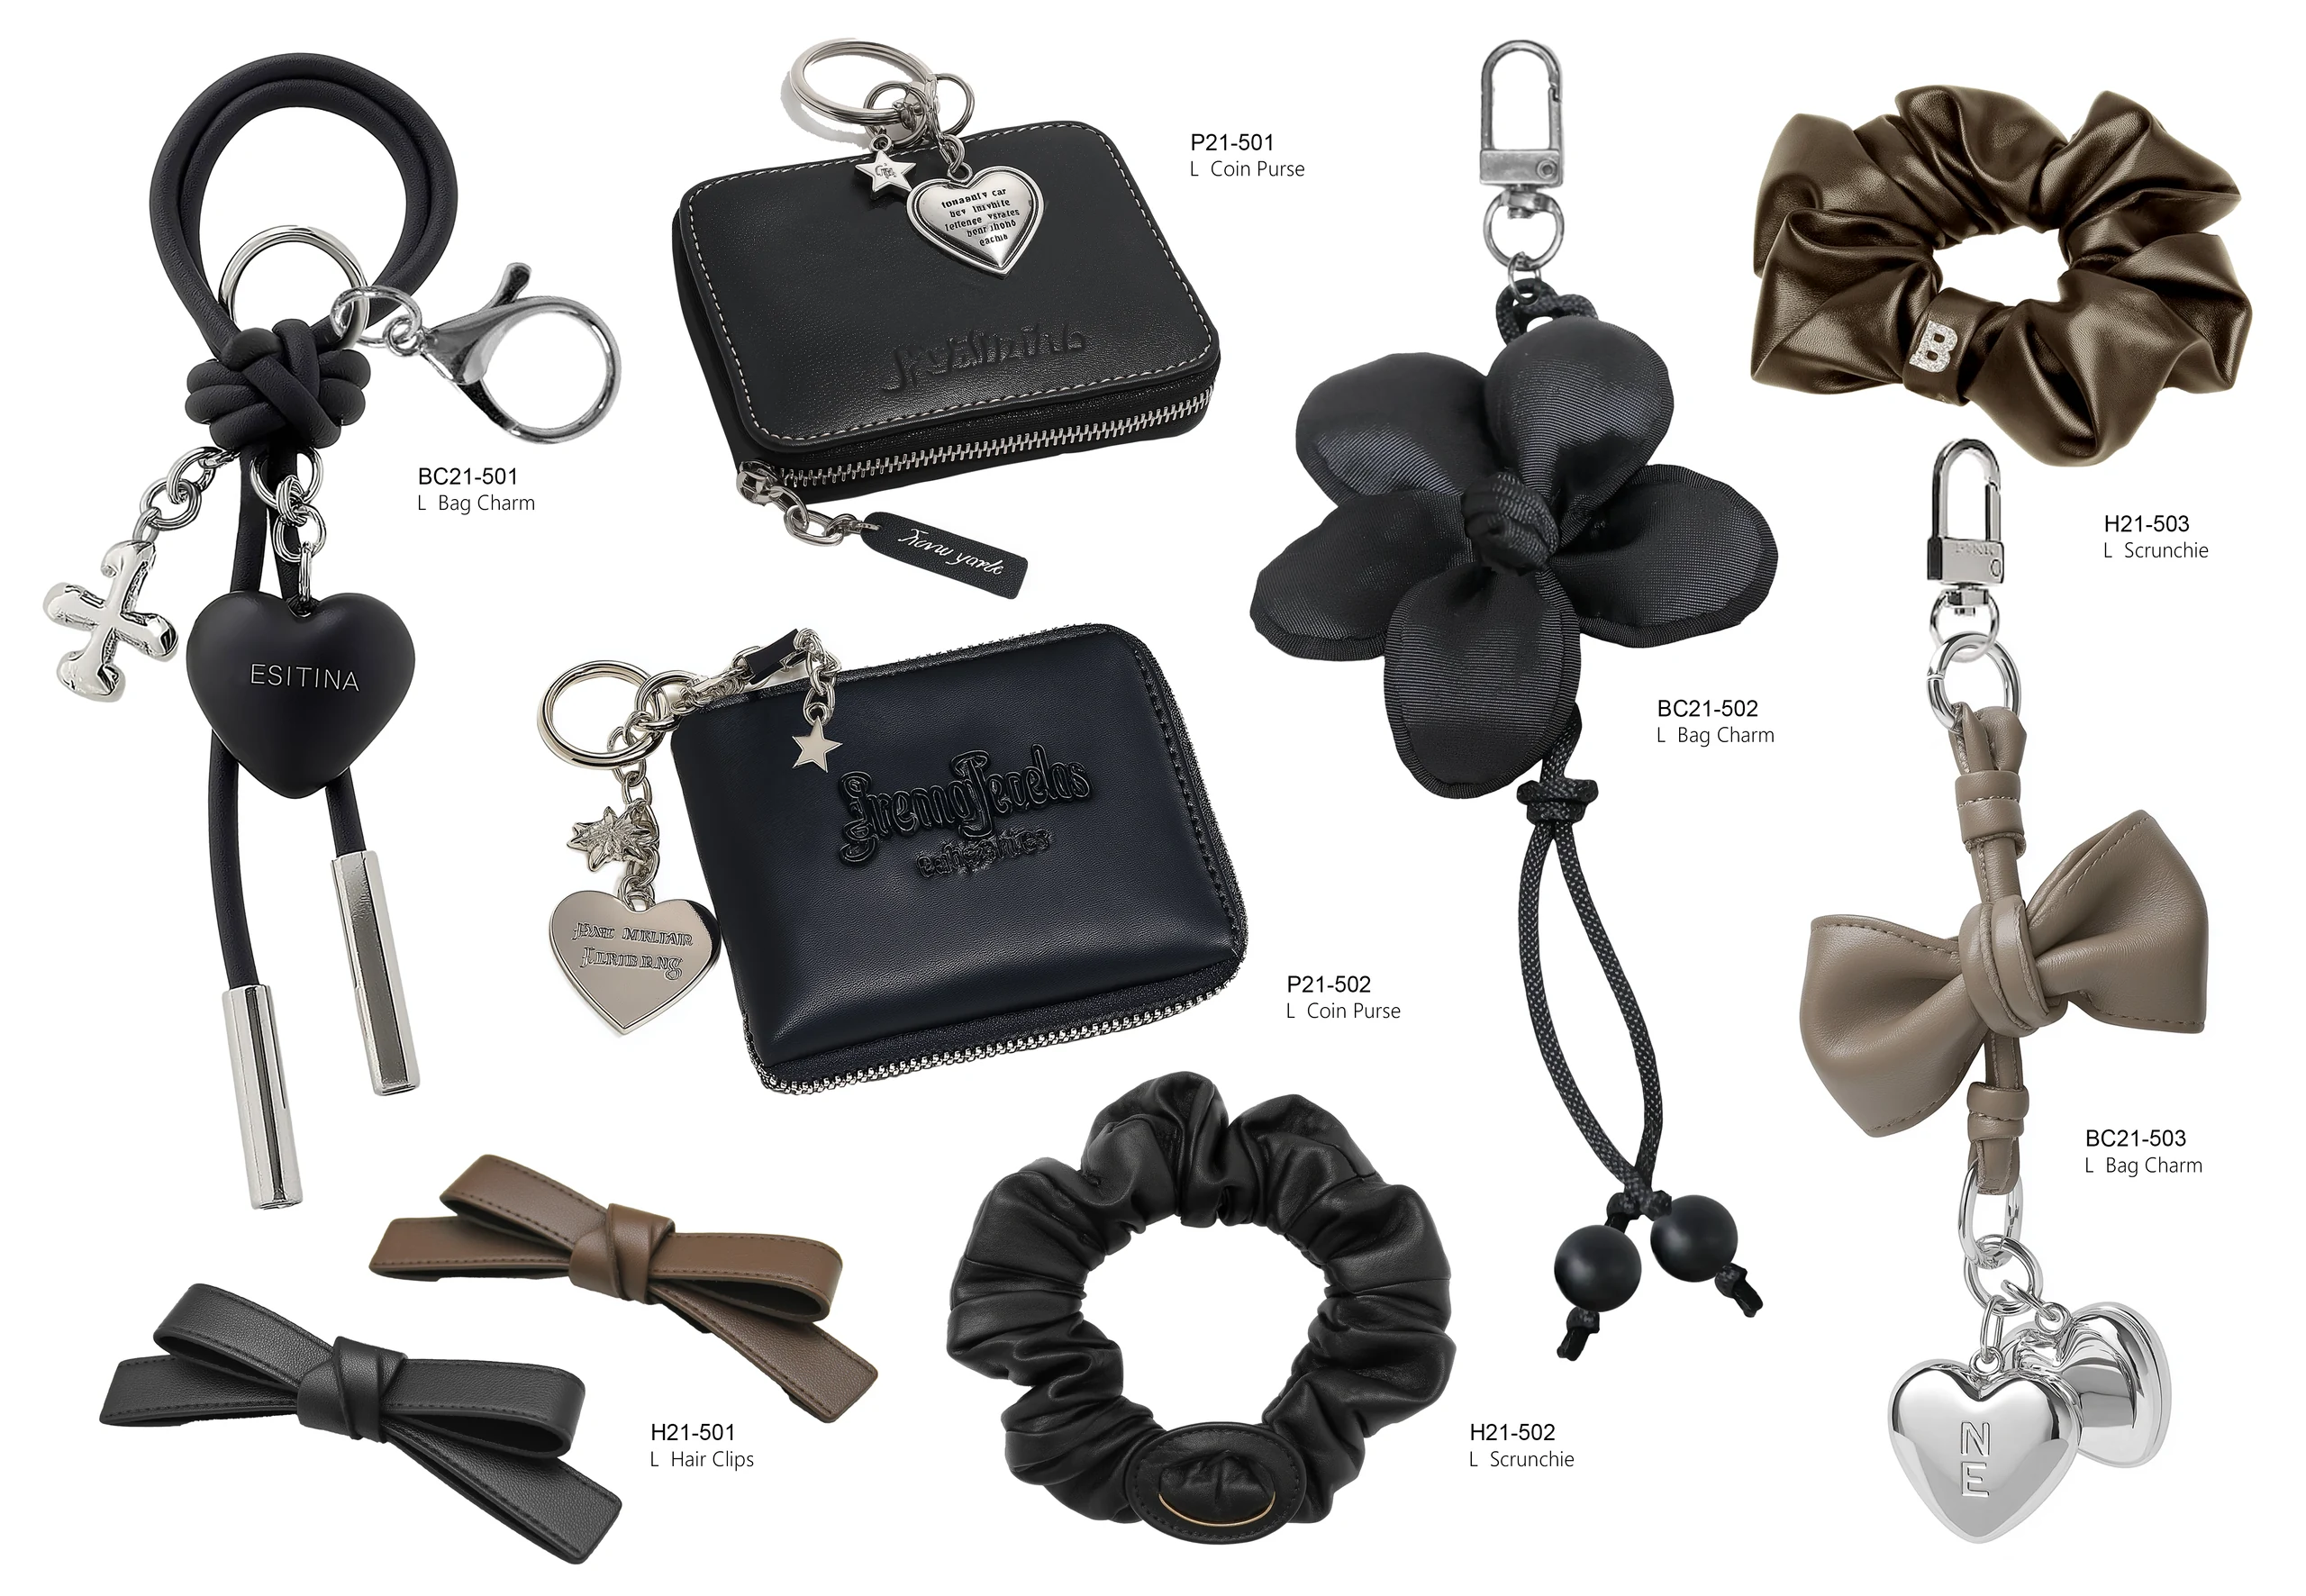 P21-501
L Coin Purse
BC21-501
L Bag Charm
ESITINA
H21-503
L Scrunchie
B
BC21-502
L Bag Charm
P21-502
L Coin Purse
BC21-503
L Bag Charm
H21-501
L Hair Clips
H21-502
L Scrunchie
N
E